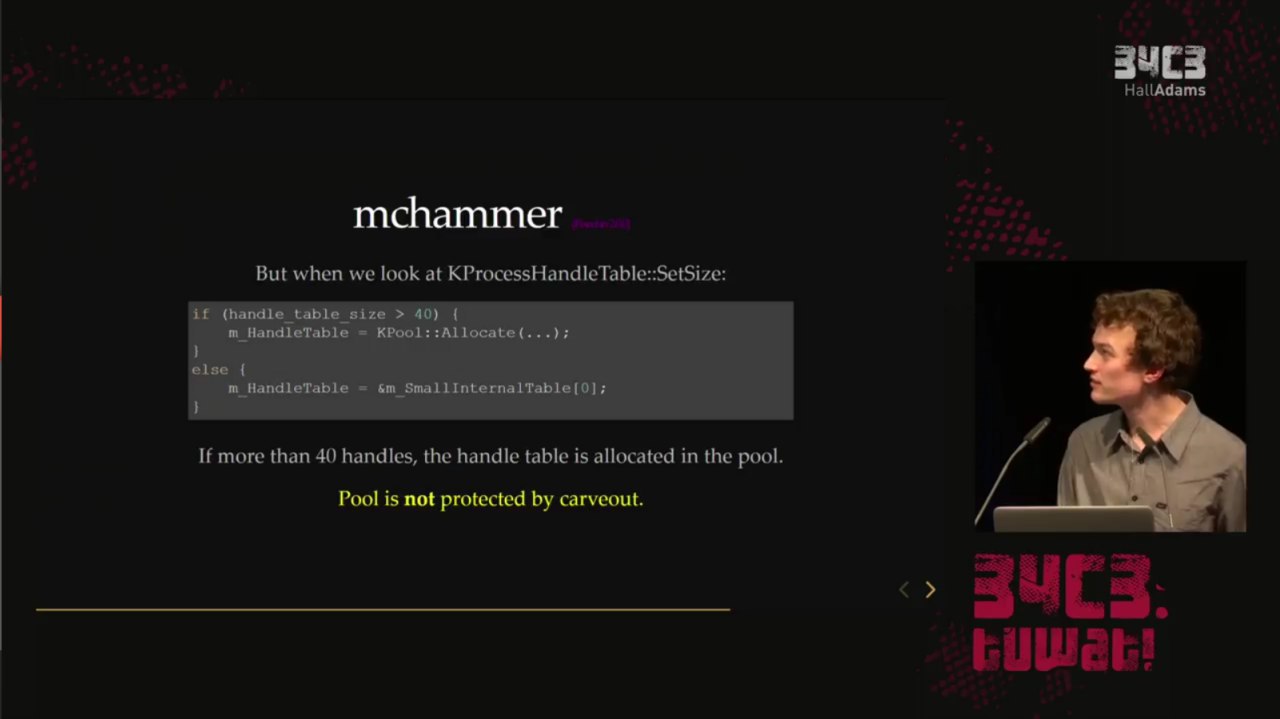 34C3
HallAdams
mchammer
But when we look at KProcessHandleTable::SetSize:
if (handle_table_size > 40) {
m_HandleTable = KPool::Allocate(...);
}
else {
m_HandleTable = &m_SmallInternalTable[0];
}
If more than 40 handles, the handle table is allocated in the pool.
Pool is not protected by carveout.
34C3:
tuwat!